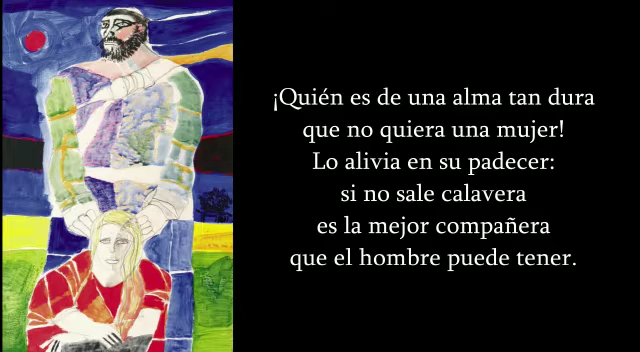 ¡Quién es de una alma tan dura
que no quiera una mujer!
Lo alivia en su padecer:
si no sale calavera
es la mejor compañera
que el hombre puede tener.